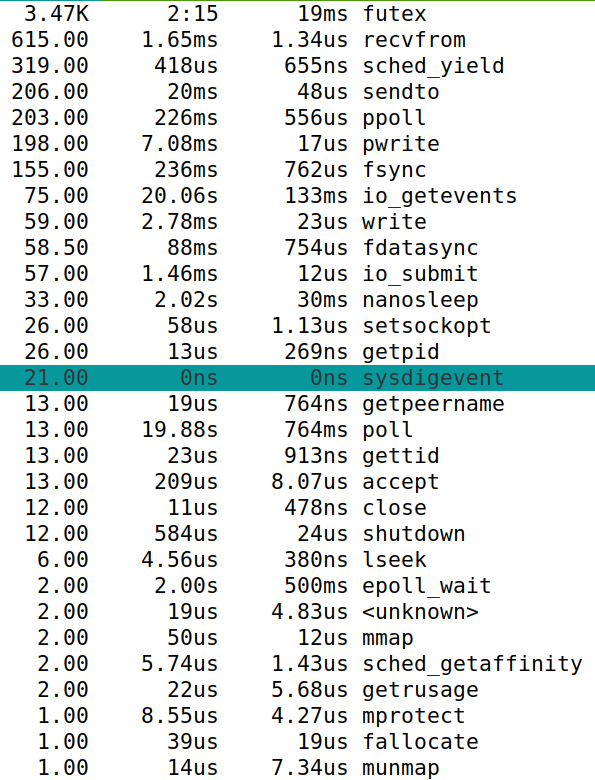 3.47K 2:15 19ms futex
615.00 1.65ms 1.34us recvfrom
319.00 418us 655ns sched_yield
206.00 20ms 48us sendto
203.00 226ms 556us ppoll
198.00 7.08ms 17us pwrite
155.00 236ms 762us fsync
75.00 20.06s 133ms io_getevents
59.00 2.78ms 23us write
58.50 88ms 754us fdatasync
57.00 1.46ms 12us io_submit
33.00 2.02s 30ms nanosleep
26.00 58us 1.13us setsockopt
26.00 13us 269ns getpid
21.00 0ns 0ns sysdigevent
13.00 19us 764ns getpeername
13.00 19.88s 764ms poll
13.00 23us 913ns gettid
13.00 209us 8.07us accept
12.00 11us 478ns close
12.00 584us 24us shutdown
6.00 4.56us 380ns lseek
2.00 2.00s 500ms epoll_wait
2.00 19us 4.83us <unknown>
2.00 50us 12us mmap
2.00 5.74us 1.43us sched_getaffinity
2.00 22us 5.68us getrusage
1.00 8.55us 4.27us mprotect
1.00 39us 19us fallocate
1.00 14us 7.34us munmap